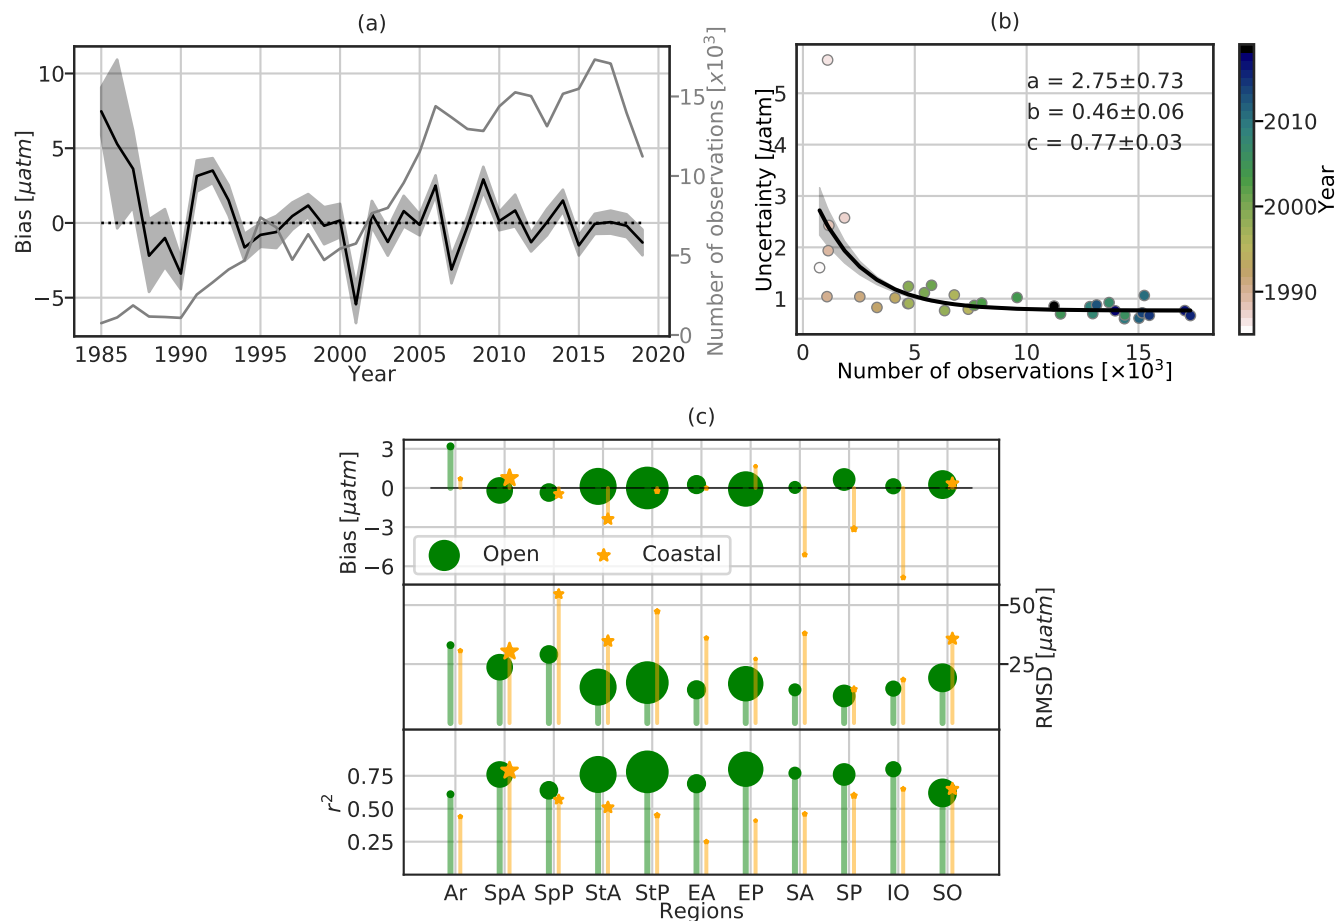 (a)
Bias [μatm]
10
5
0
−5
1985 1990 1995 2000 2005 2010 2015 2020
Year
15
10
5
0
Number of observations [x10³]
(b)
Uncertainty [μatm]
5
4
3
2
1
a = 2.75±0.73
b = 0.46±0.06
c = 0.77±0.03
0 5 10 15
Number of observations [×10³]
2010
2000
1990
Year
(c)
Bias [μatm]
3
0
−3
−6
Open Coastal
50
25
RMSD [μatm]
r²
0.75
0.50
0.25
Ar SpA SpP StA StP EA EP SA SP IO SO
Regions